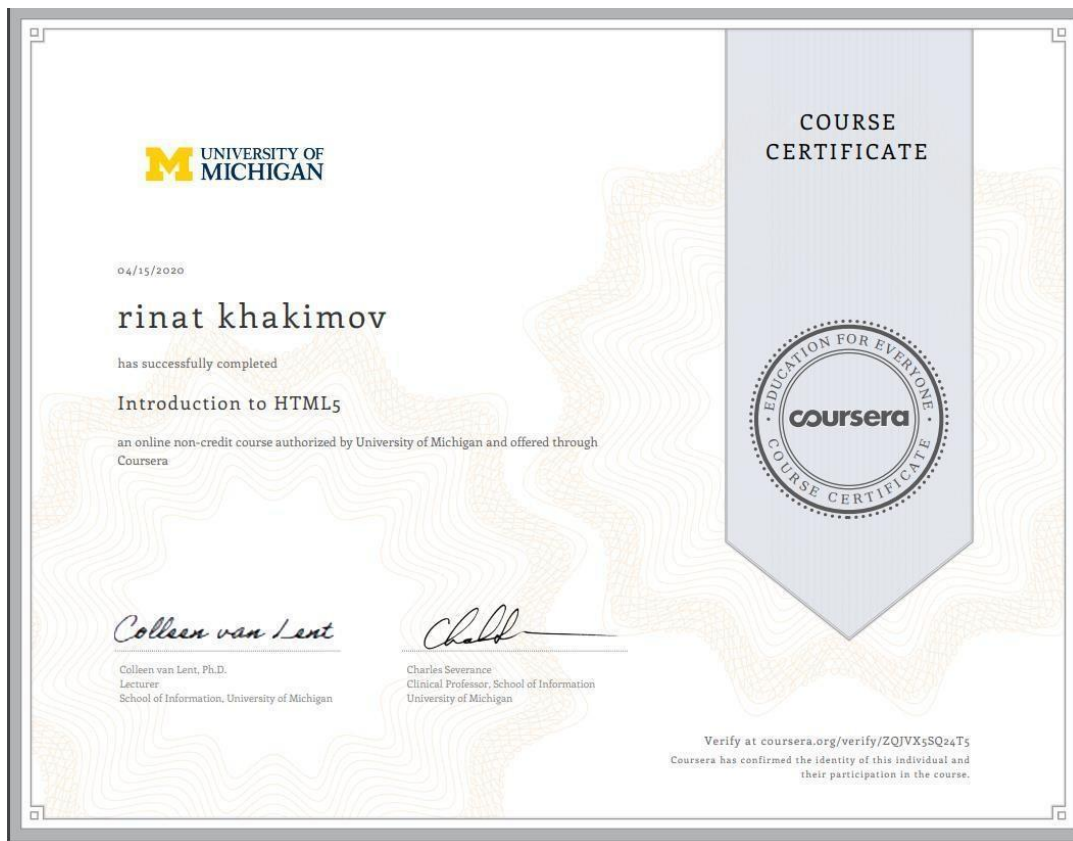 UNIVERSITY OF
MICHIGAN
COURSE
CERTIFICATE
04/15/2020
rinat khakimov
has successfully completed
Introduction to HTML5
an online non-credit course authorized by University of Michigan and offered through
Coursera
EDUCATION FOR EVERYONE
coursera
COURSE CERTIFICATE
Colleen van Lent
Colleen van Lent, Ph.D.
Lecturer
School of Information, University of Michigan
Charles Severance
Clinical Professor, School of Information
University of Michigan
Verify at coursera.org/verify/ZQJVX5SQ24T5
Coursera has confirmed the identity of this individual and
their participation in the course.